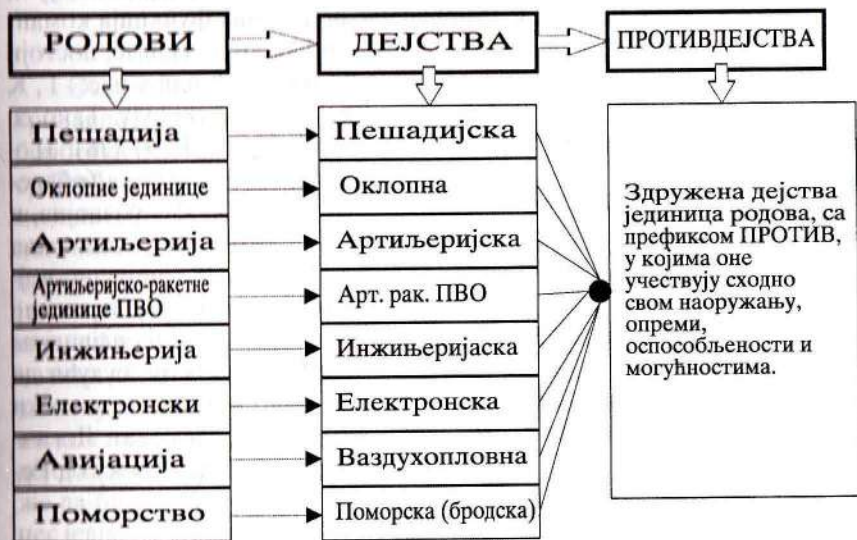 РОДОВИ
ДЕЈСТВА
ПРОТИВДЕЈСТВА
Пешадија
Пешадијска
Оклопне јединице
Оклопна
Артиљерија
Артиљеријска
Артиљеријско-ракетне
јединице ПВО
Арт. рак. ПВО
Инжињерија
Инжињеријаска
Електронски
Електронска
Авијација
Ваздухопловна
Поморство
Поморска (бродска)
Здружена дејства
јединица родова, са
префиксом ПРОТИВ,
у којима оне
учествују сходно
свом наоружању,
опреми,
оспособљености и
могућностима.